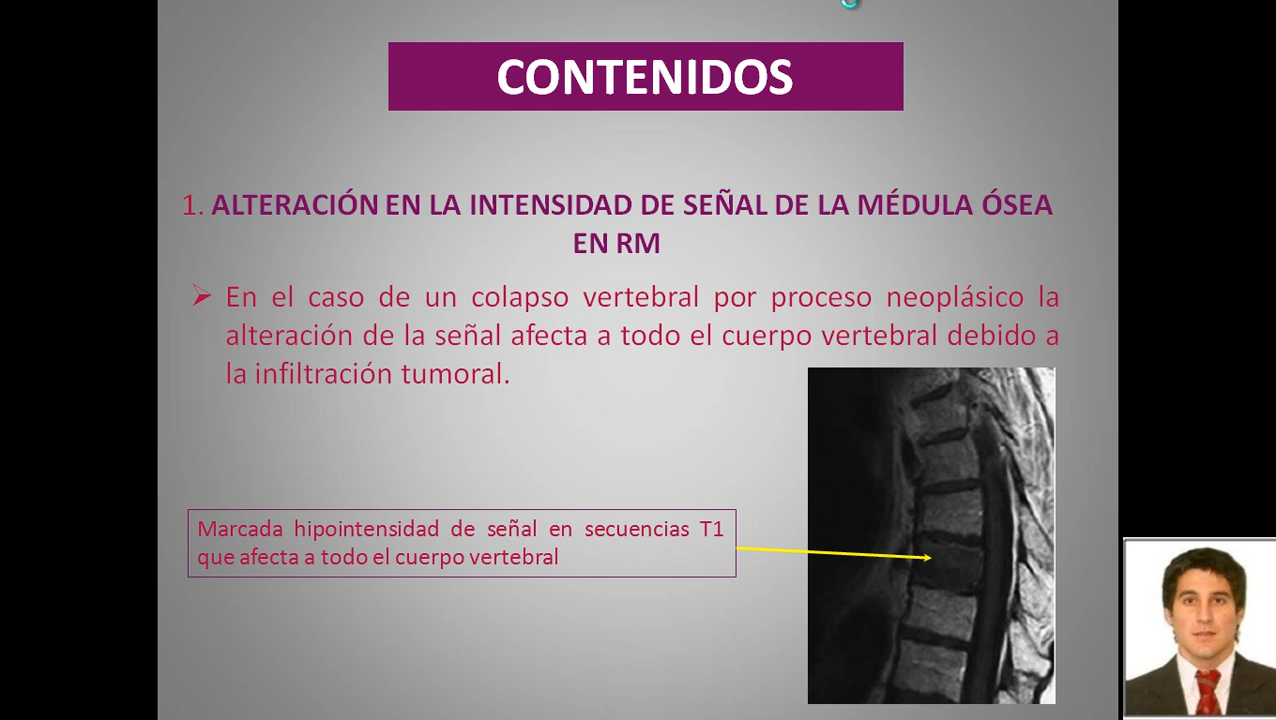 CONTENIDOS
1. ALTERACIÓN EN LA INTENSIDAD DE SEÑAL DE LA MÉDULA ÓSEA
EN RM
En el caso de un colapso vertebral por proceso neoplásico la
alteración de la señal afecta a todo el cuerpo vertebral debido a
la infiltración tumoral.
Marcada hipointensidad de señal en secuencias T1
que afecta a todo el cuerpo vertebral